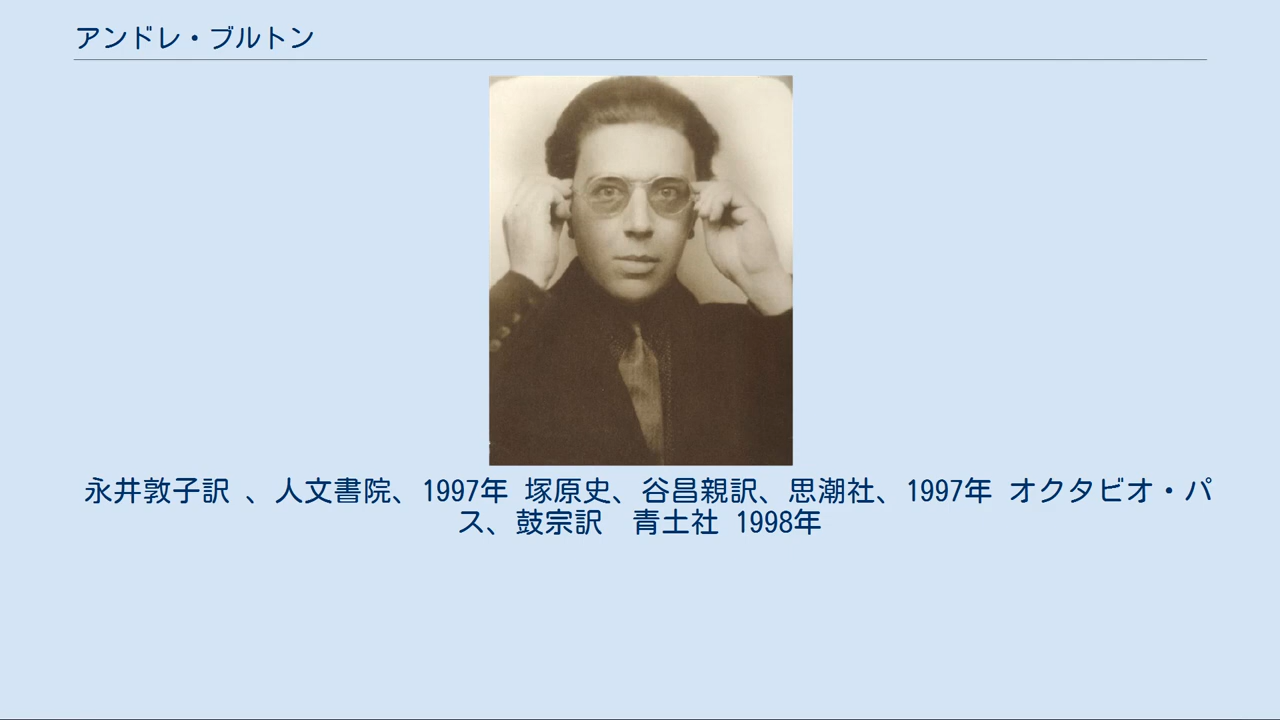 アンドレ・ブルトン
永井敦子訳 、人文書院、1997年 塚原史、谷昌親訳、思潮社、1997年 オクタビオ・パ
ス、鼓宗訳　青土社 1998年